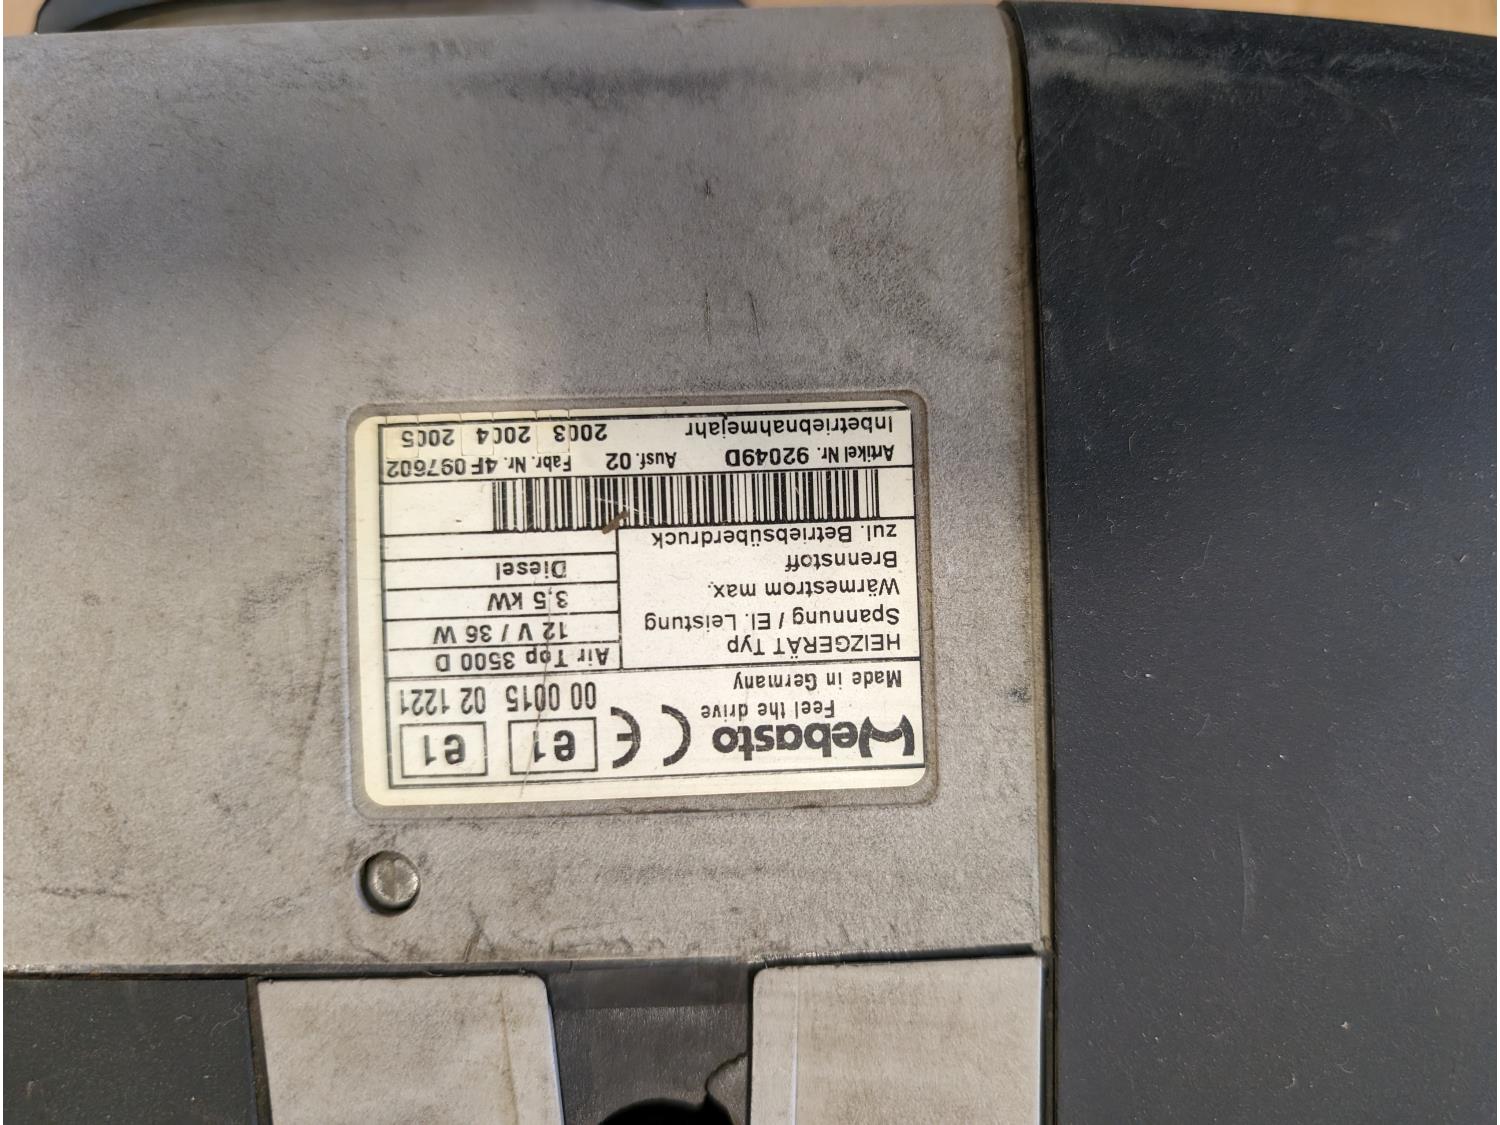 Webasto
Feel the drive
Made in Germany
CE
e1 e1
00 0015 02 1221
HEIZGERÄT Typ Air Top 3500 D
Spannung / El. Leistung 12 V / 36 W
Wärmestrom max. 3,5 kW
Brennstoff Diesel
zul. Betriebsüberdruck
Artikel Nr. 92049D Ausf. 02 Fabr. Nr. 4F 097602
Inbetriebnahmejahr 2003 2004 2005